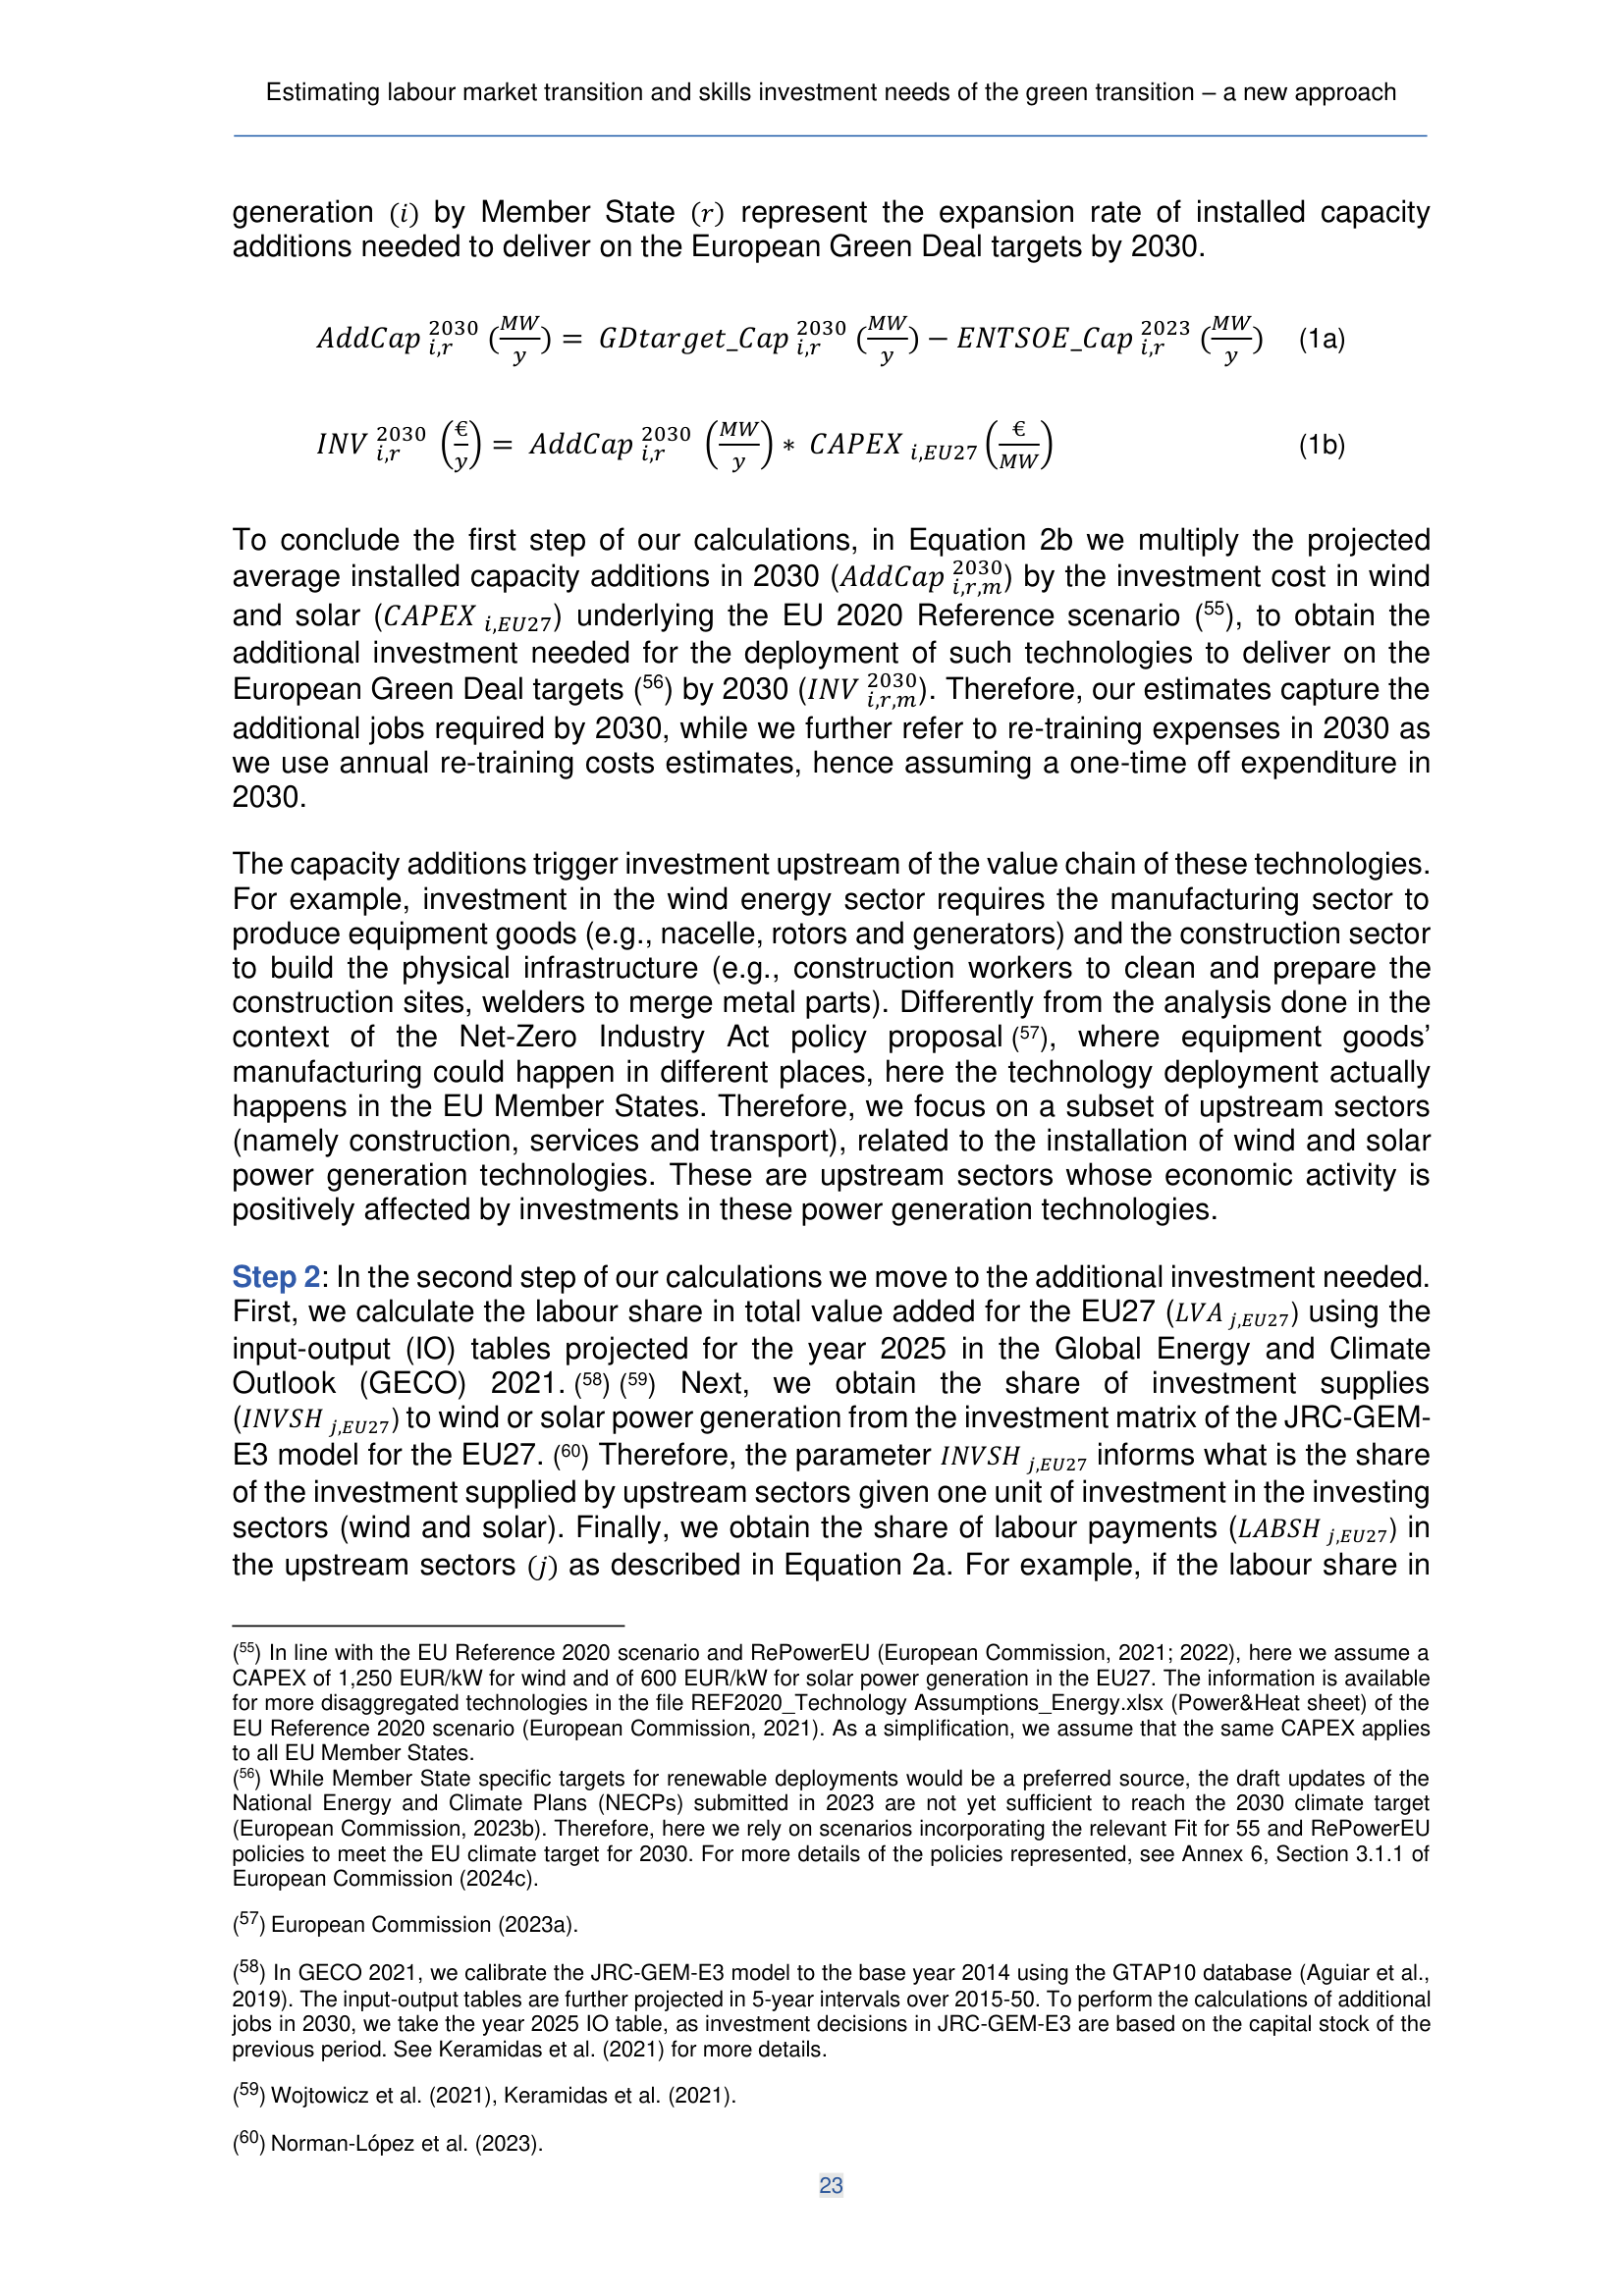 Estimating labour market transition and skills investment needs of the green transition – a new approach
generation (i) by Member State (r) represent the expansion rate of installed capacity
additions needed to deliver on the European Green Deal targets by 2030.
AddCap i,r 2030 (MW/y) = GDtarget_Cap i,r 2030 (MW/y) − ENTSOE_Cap i,r 2023 (MW/y) (1a)
INV i,r 2030 (€/y) = AddCap i,r 2030 (MW/y) * CAPEX i,EU27 (€/MW) (1b)
To conclude the first step of our calculations, in Equation 2b we multiply the projected
average installed capacity additions in 2030 (AddCap i,r,m 2030) by the investment cost in wind
and solar (CAPEX i,EU27) underlying the EU 2020 Reference scenario (55), to obtain the
additional investment needed for the deployment of such technologies to deliver on the
European Green Deal targets (56) by 2030 (INV i,r,m 2030). Therefore, our estimates capture the
additional jobs required by 2030, while we further refer to re-training expenses in 2030 as
we use annual re-training costs estimates, hence assuming a one-time off expenditure in
2030.
The capacity additions trigger investment upstream of the value chain of these technologies.
For example, investment in the wind energy sector requires the manufacturing sector to
produce equipment goods (e.g., nacelle, rotors and generators) and the construction sector
to build the physical infrastructure (e.g., construction workers to clean and prepare the
construction sites, welders to merge metal parts). Differently from the analysis done in the
context of the Net-Zero Industry Act policy proposal (57), where equipment goods’
manufacturing could happen in different places, here the technology deployment actually
happens in the EU Member States. Therefore, we focus on a subset of upstream sectors
(namely construction, services and transport), related to the installation of wind and solar
power generation technologies. These are upstream sectors whose economic activity is
positively affected by investments in these power generation technologies.
Step 2: In the second step of our calculations we move to the additional investment needed.
First, we calculate the labour share in total value added for the EU27 (LVA j,EU27) using the
input-output (IO) tables projected for the year 2025 in the Global Energy and Climate
Outlook (GECO) 2021. (58) (59) Next, we obtain the share of investment supplies
(INVSH j,EU27) to wind or solar power generation from the investment matrix of the JRC-GEM-
E3 model for the EU27. (60) Therefore, the parameter INVSH j,EU27 informs what is the share
of the investment supplied by upstream sectors given one unit of investment in the investing
sectors (wind and solar). Finally, we obtain the share of labour payments (LABSH j,EU27) in
the upstream sectors (j) as described in Equation 2a. For example, if the labour share in
(55) In line with the EU Reference 2020 scenario and RePowerEU (European Commission, 2021; 2022), here we assume a
CAPEX of 1,250 EUR/kW for wind and of 600 EUR/kW for solar power generation in the EU27. The information is available
for more disaggregated technologies in the file REF2020_Technology Assumptions_Energy.xlsx (Power&Heat sheet) of the
EU Reference 2020 scenario (European Commission, 2021). As a simplification, we assume that the same CAPEX applies
to all EU Member States.
(56) While Member State specific targets for renewable deployments would be a preferred source, the draft updates of the
National Energy and Climate Plans (NECPs) submitted in 2023 are not yet sufficient to reach the 2030 climate target
(European Commission, 2023b). Therefore, here we rely on scenarios incorporating the relevant Fit for 55 and RePowerEU
policies to meet the EU climate target for 2030. For more details of the policies represented, see Annex 6, Section 3.1.1 of
European Commission (2024c).
(57) European Commission (2023a).
(58) In GECO 2021, we calibrate the JRC-GEM-E3 model to the base year 2014 using the GTAP10 database (Aguiar et al.,
2019). The input-output tables are further projected in 5-year intervals over 2015-50. To perform the calculations of additional
jobs in 2030, we take the year 2025 IO table, as investment decisions in JRC-GEM-E3 are based on the capital stock of the
previous period. See Keramidas et al. (2021) for more details.
(59) Wojtowicz et al. (2021), Keramidas et al. (2021).
(60) Norman-López et al. (2023).
23